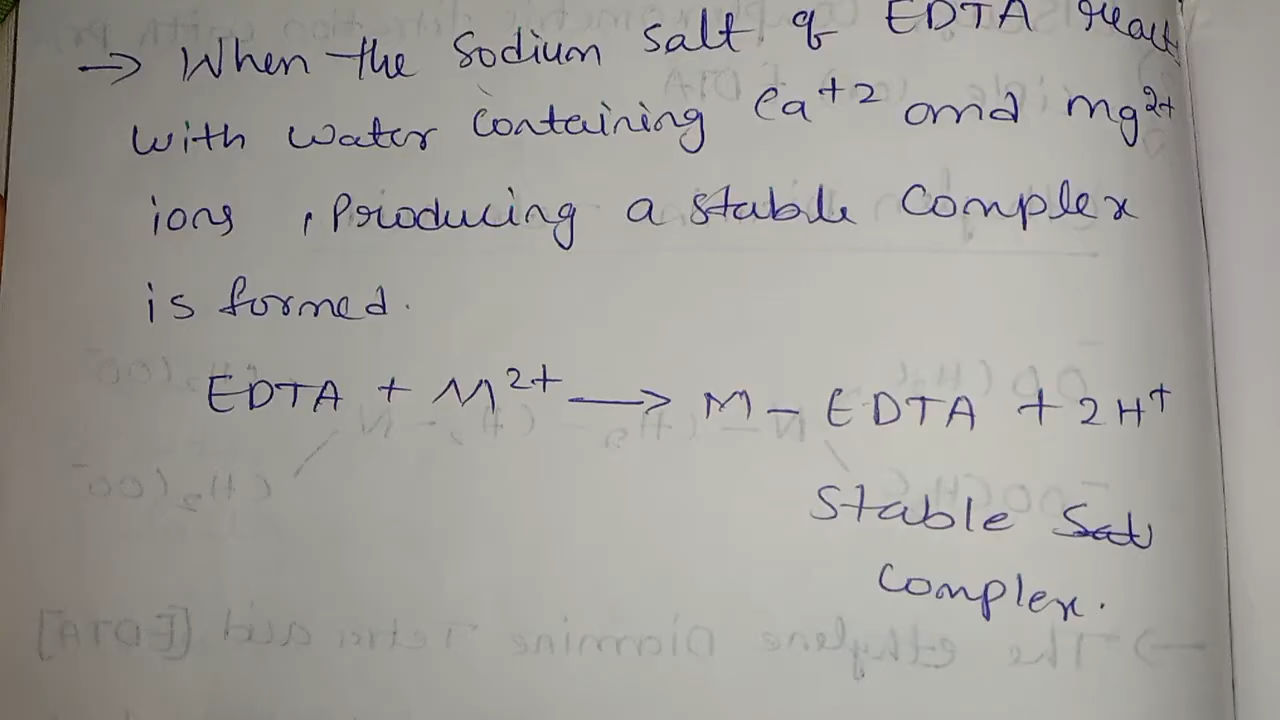 → When the Sodium salt of EDTA react
with water containing Ca+2 and mg2+
ions, Producing a stable Complex
is formed.
EDTA + M2+ → M - EDTA + 2H+
Stable
Complex.